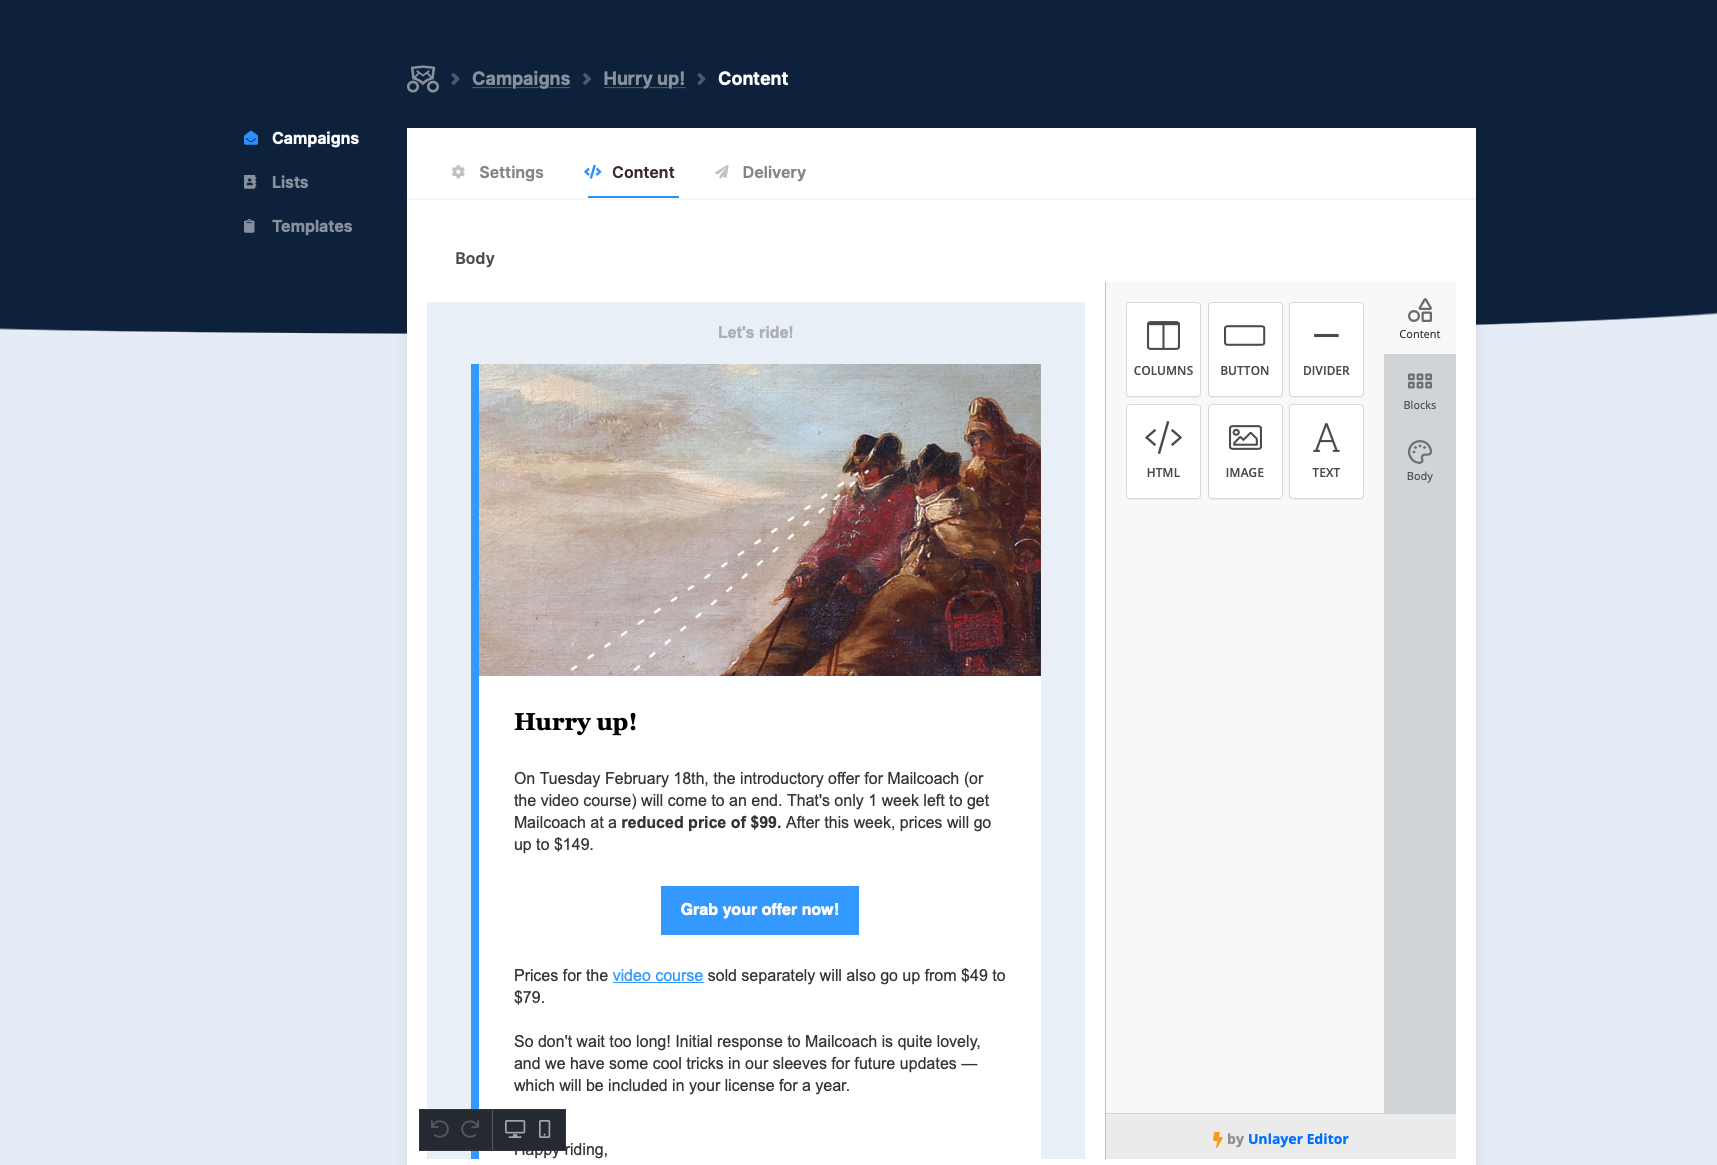 Campaigns > Hurry up! > Content
Campaigns
Lists
Templates
Settings
Content
Delivery
Body
Let's ride!
Hurry up!
On Tuesday February 18th, the introductory offer for Mailcoach (or
the video course) will come to an end. That's only 1 week left to get
Mailcoach at a reduced price of $99. After this week, prices will go
up to $149.
Grab your offer now!
Prices for the video course sold separately will also go up from $49 to
$79.
So don't wait too long! Initial response to Mailcoach is quite lovely,
and we have some cool tricks in our sleeves for future updates —
which will be included in your license for a year.
Happy riding,
COLUMNS
BUTTON
DIVIDER
HTML
IMAGE
TEXT
Content
Blocks
Body
by Unlayer Editor